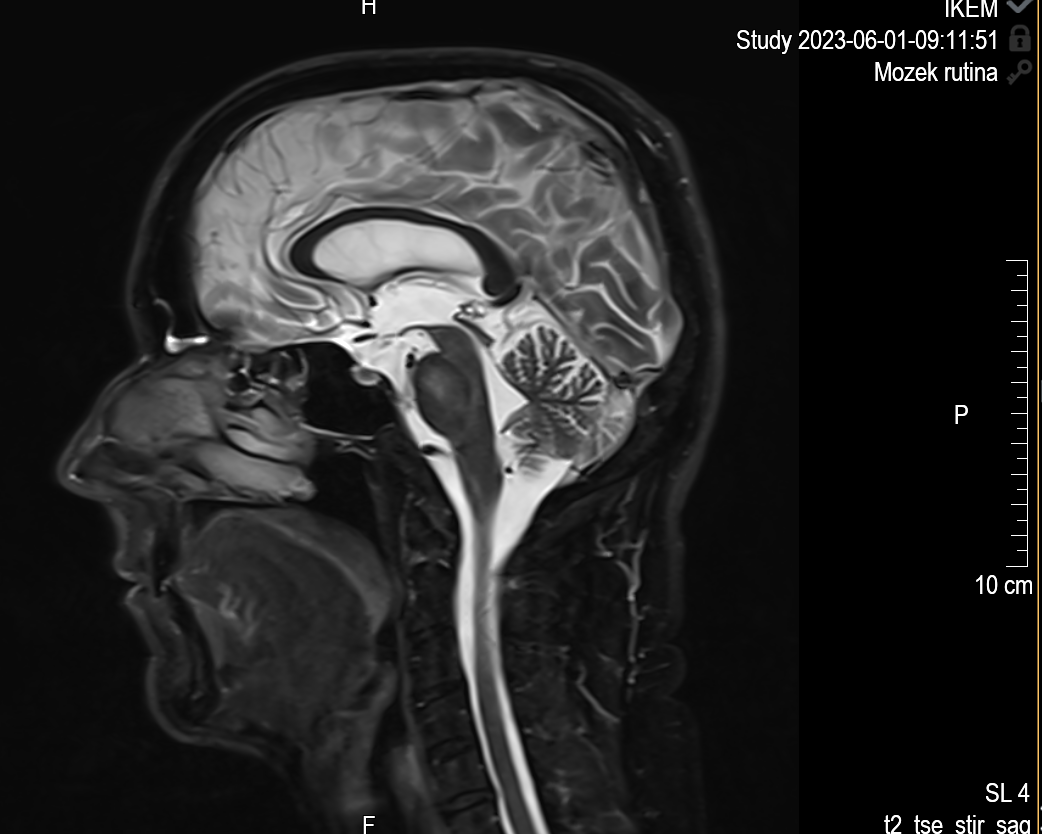 H
IKEM
Study 2023-06-01-09:11:51
Mozek rutina
P
10 cm
SL 4
F
t2_tse_stir_sag